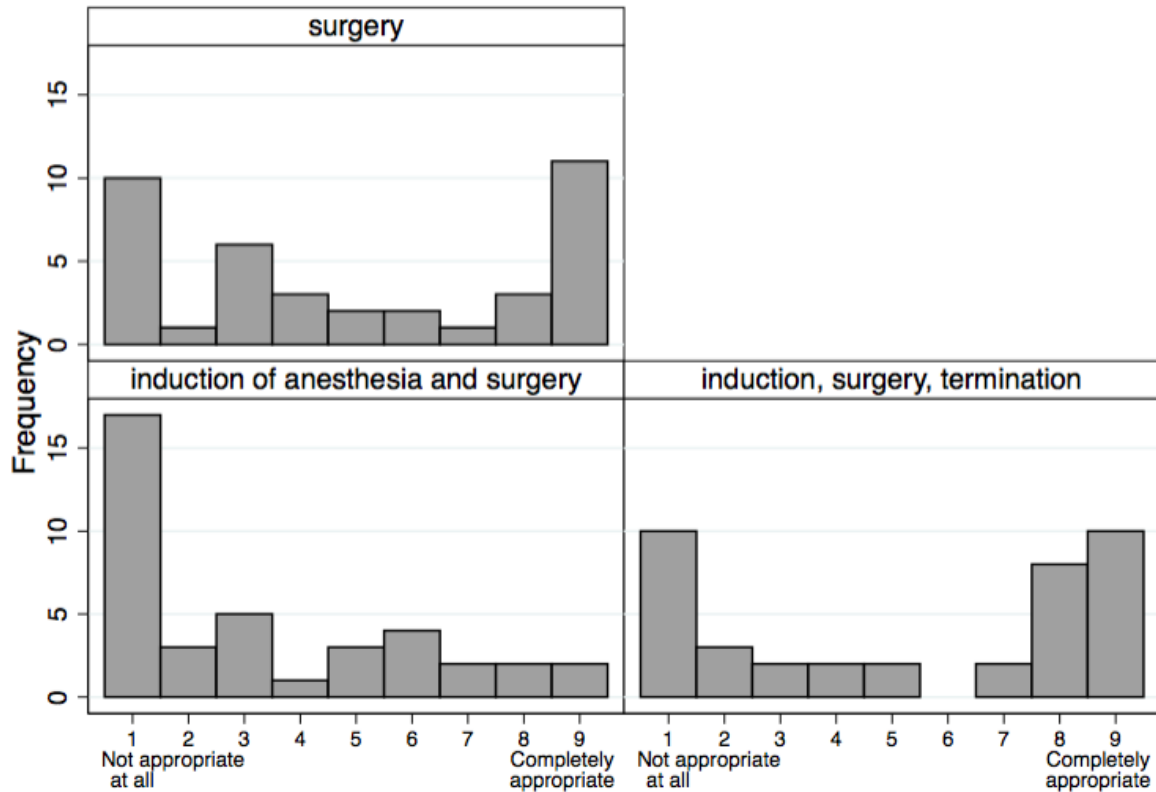 surgery
15
10
5
0
Frequency
induction of anesthesia and surgery
induction, surgery, termination
15
10
5
0
1 2 3 4 5 6 7 8 9
Not appropriate
at all
Completely
appropriate
1 2 3 4 5 6 7 8 9
Not appropriate
at all
Completely
appropriate